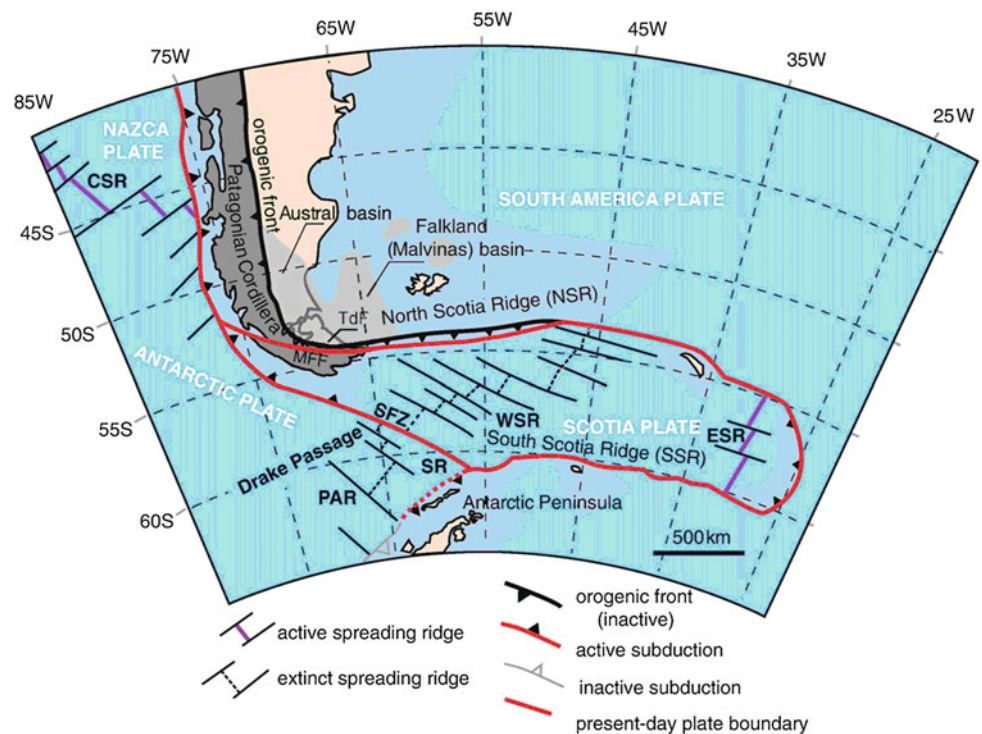 85W
75W
65W
55W
45W
35W
25W
45S
50S
55S
60S
NAZCA
PLATE
CSR
Patagonian Cordillera
orogenic front
Austral basin
Falkland
(Malvinas) basin
SOUTH AMERICA PLATE
North Scotia Ridge (NSR)
TdF
MFF
ANTARCTIC PLATE
SFZ
WSR
SCOTIA PLATE
ESR
South Scotia Ridge (SSR)
Drake Passage
SR
PAR
Antarctic Peninsula
500 km
active spreading ridge
extinct spreading ridge
orogenic front
(inactive)
active subduction
inactive subduction
present-day plate boundary